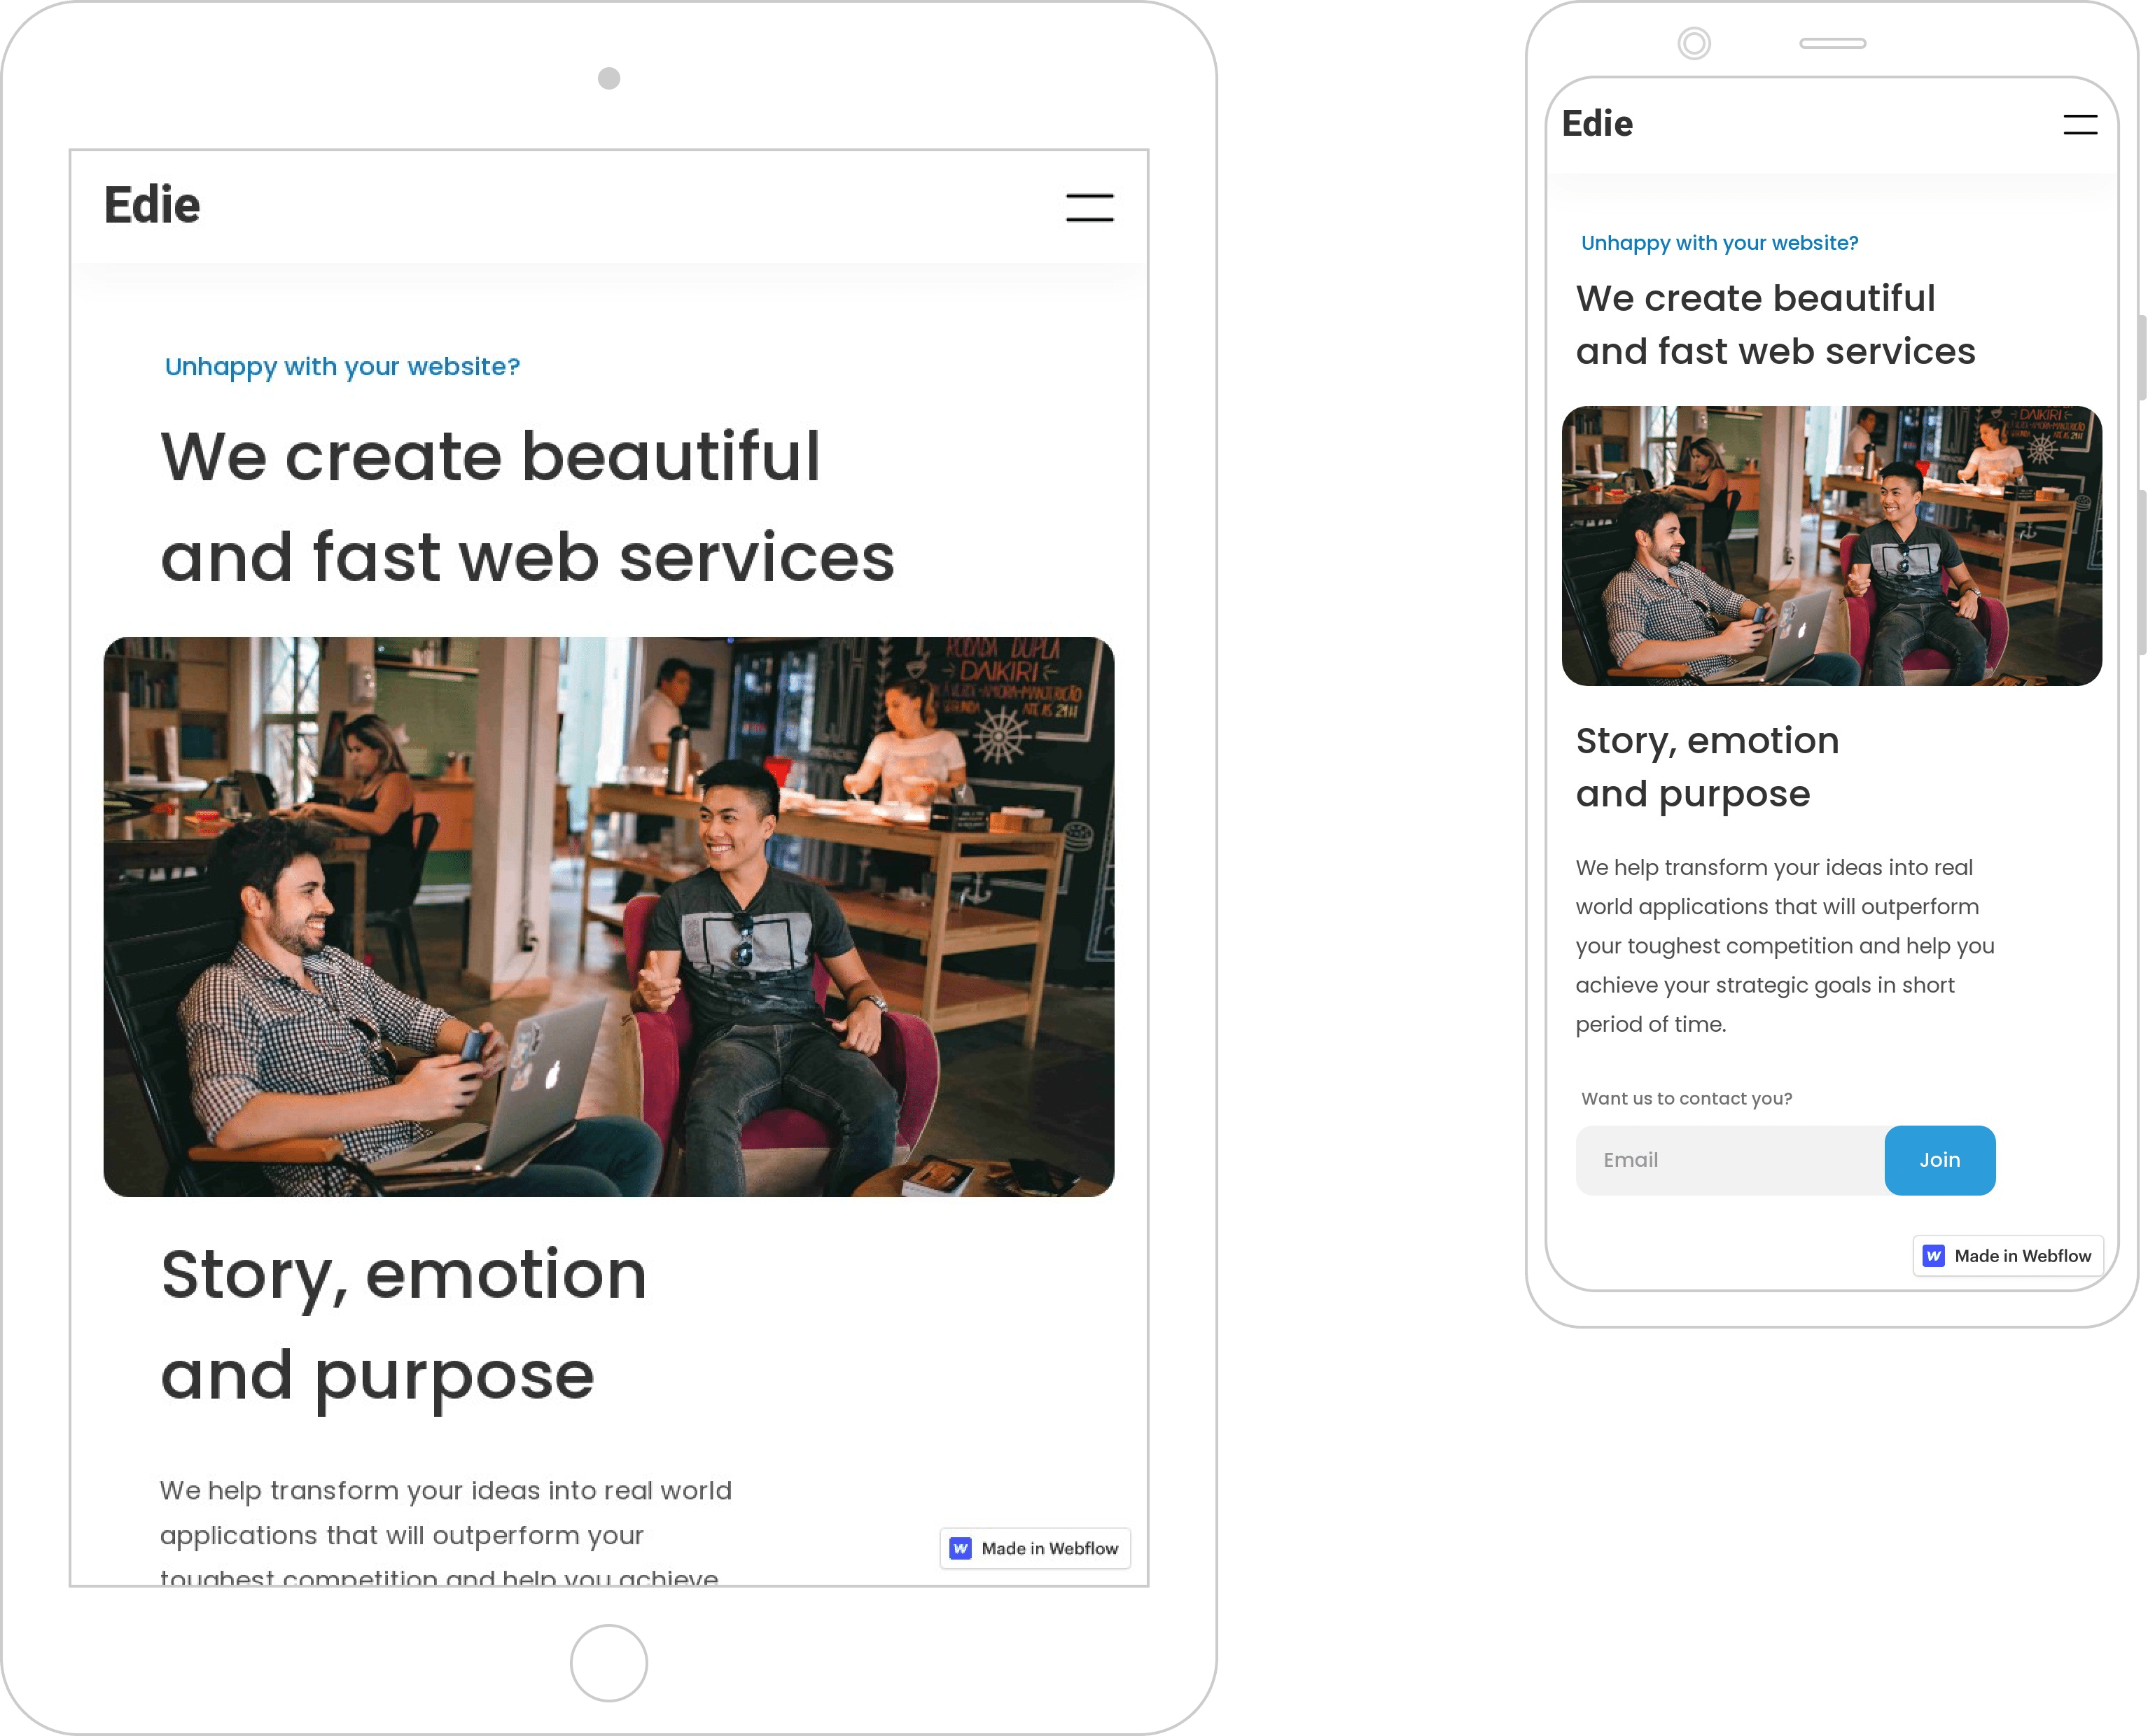 Edie
Unhappy with your website?
We create beautiful
and fast web services
RODADA DUPLA
DAIKIRI
SEGUNDA
Story, emotion
and purpose
We help transform your ideas into real world
applications that will outperform your
toughest competition and help you achieve
Made in Webflow
Edie
Unhappy with your website?
We create beautiful
and fast web services
DAIKIRI
Story, emotion
and purpose
We help transform your ideas into real
world applications that will outperform
your toughest competition and help you
achieve your strategic goals in short
period of time.
Want us to contact you?
Email
Join
Made in Webflow